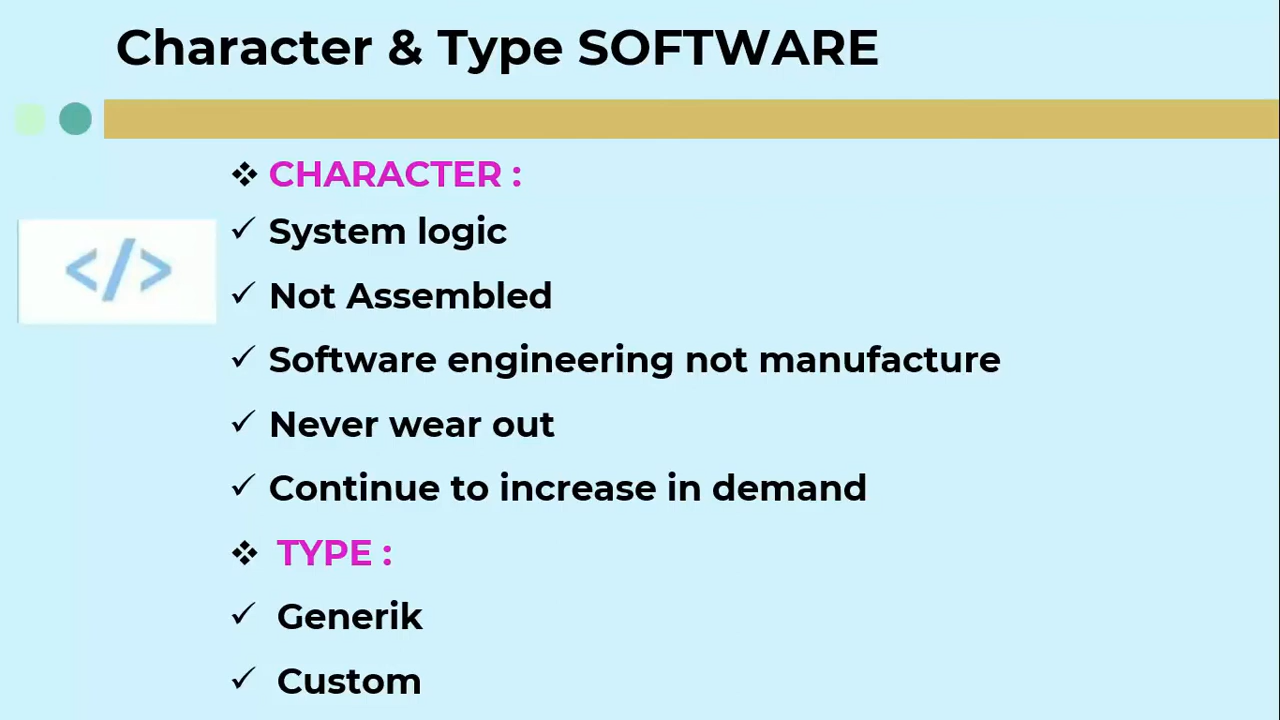 Character & Type SOFTWARE
❖ CHARACTER :
</>
✓ System logic
✓ Not Assembled
✓ Software engineering not manufacture
✓ Never wear out
✓ Continue to increase in demand
❖ TYPE :
✓ Generik
✓ Custom